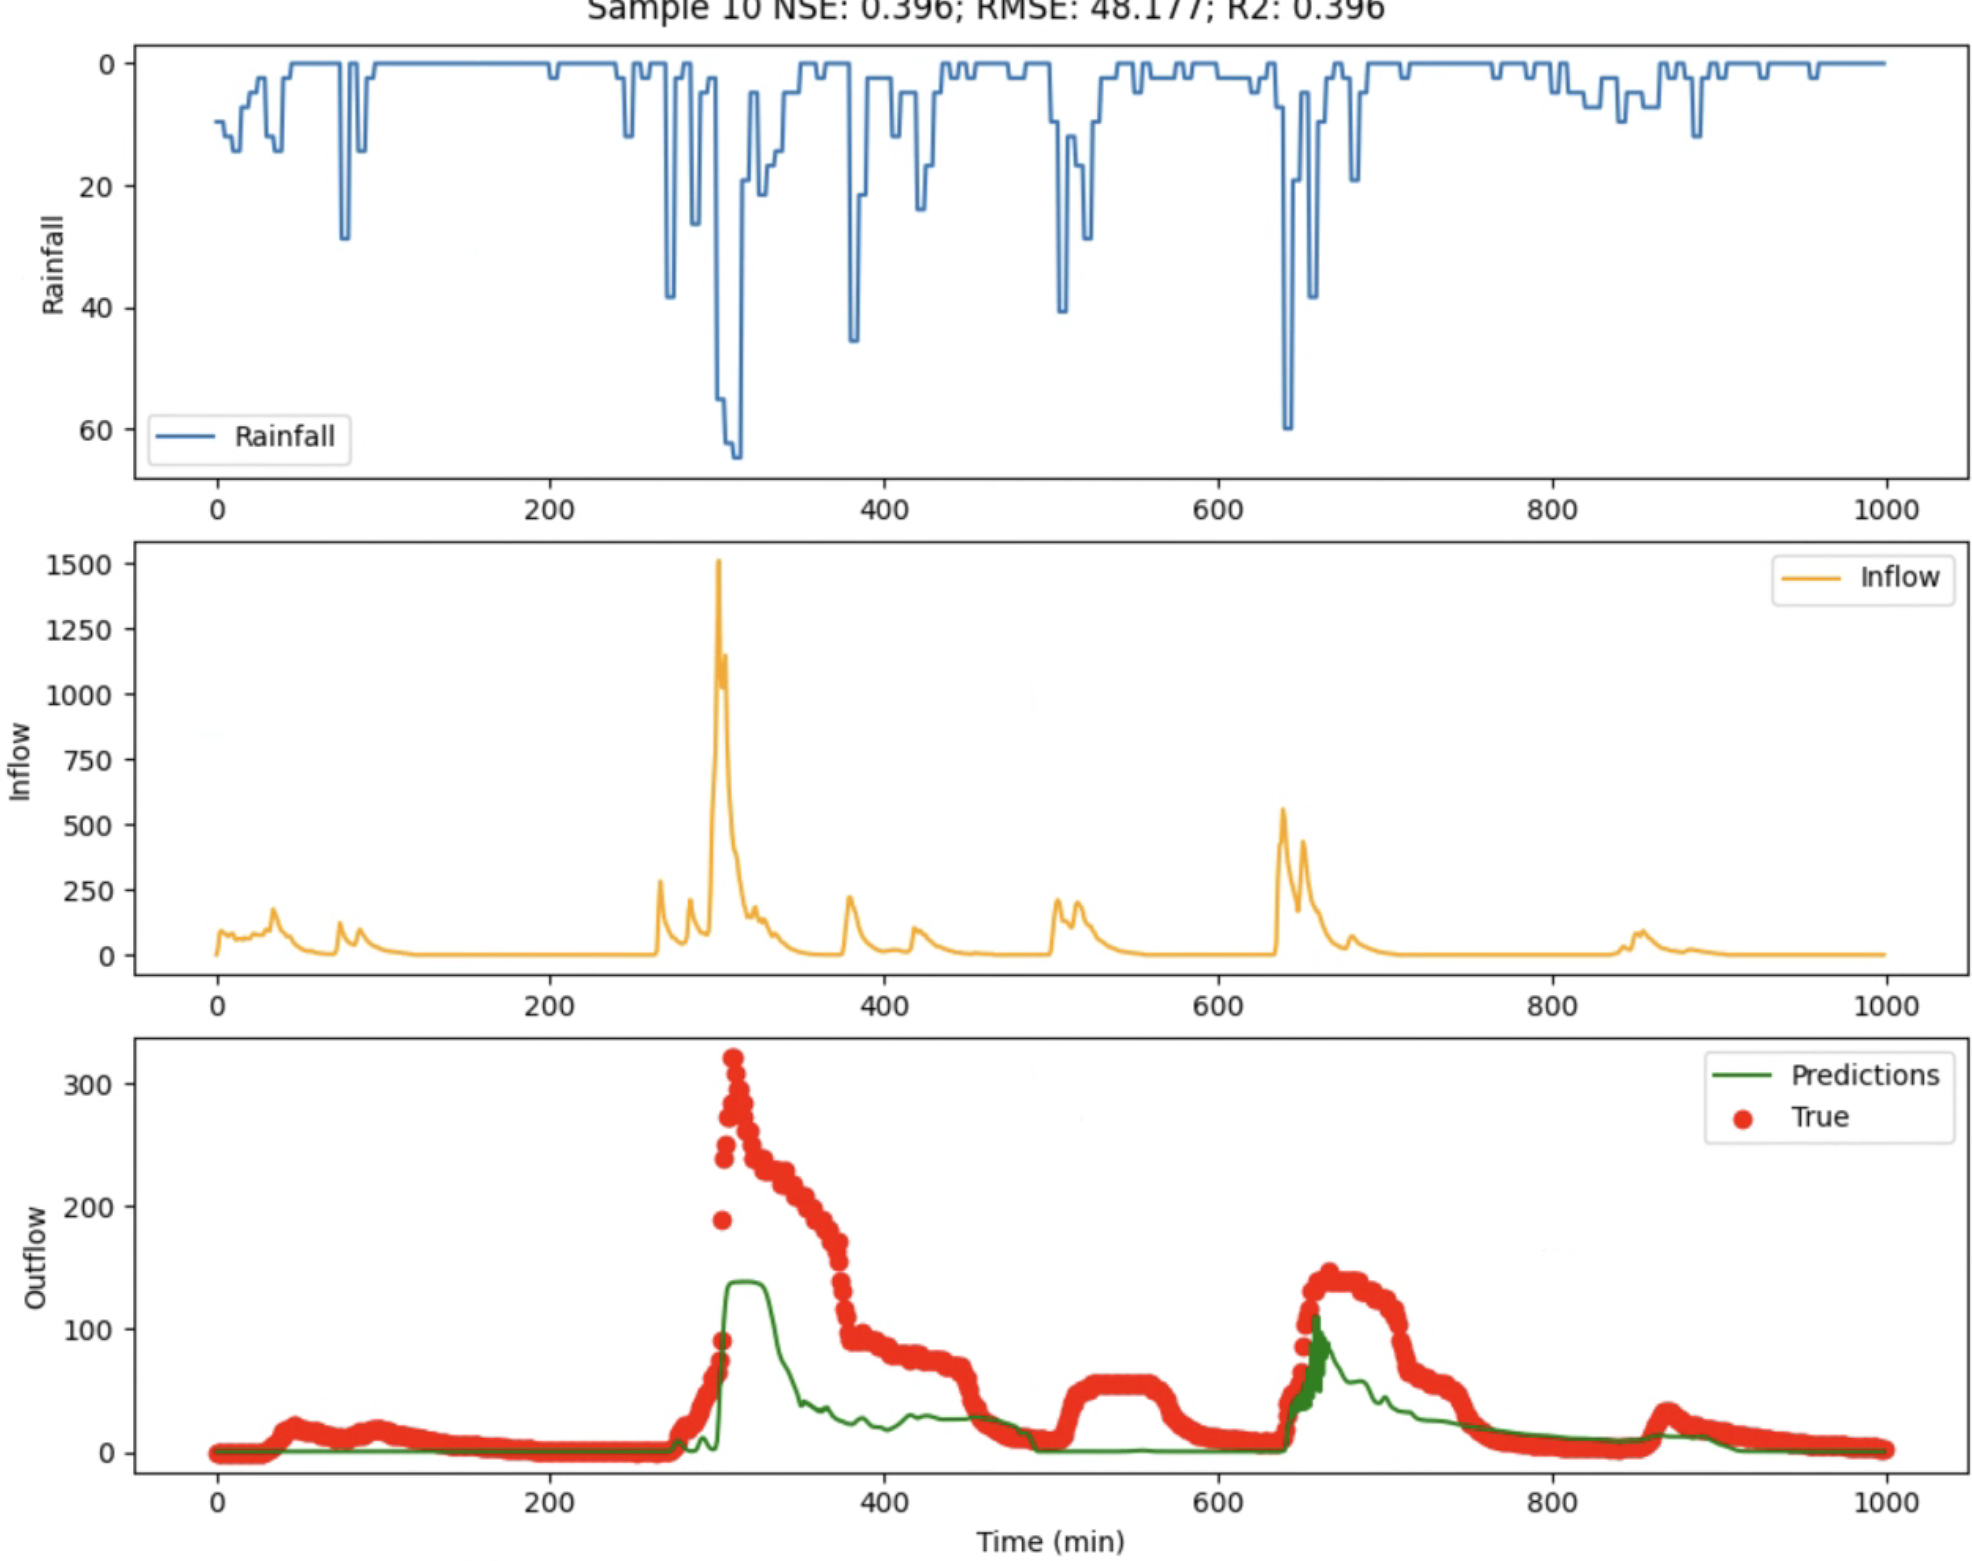 Sample 10 NSE: 0.396; RMSE: 48.177; R2: 0.396
0
20
40
60
Rainfall
Rainfall
0 200 400 600 800 1000
1500
1250
1000
750
500
250
0
Inflow
Inflow
0 200 400 600 800 1000
300
200
100
0
Outflow
Predictions
True
0 200 400 600 800 1000
Time (min)